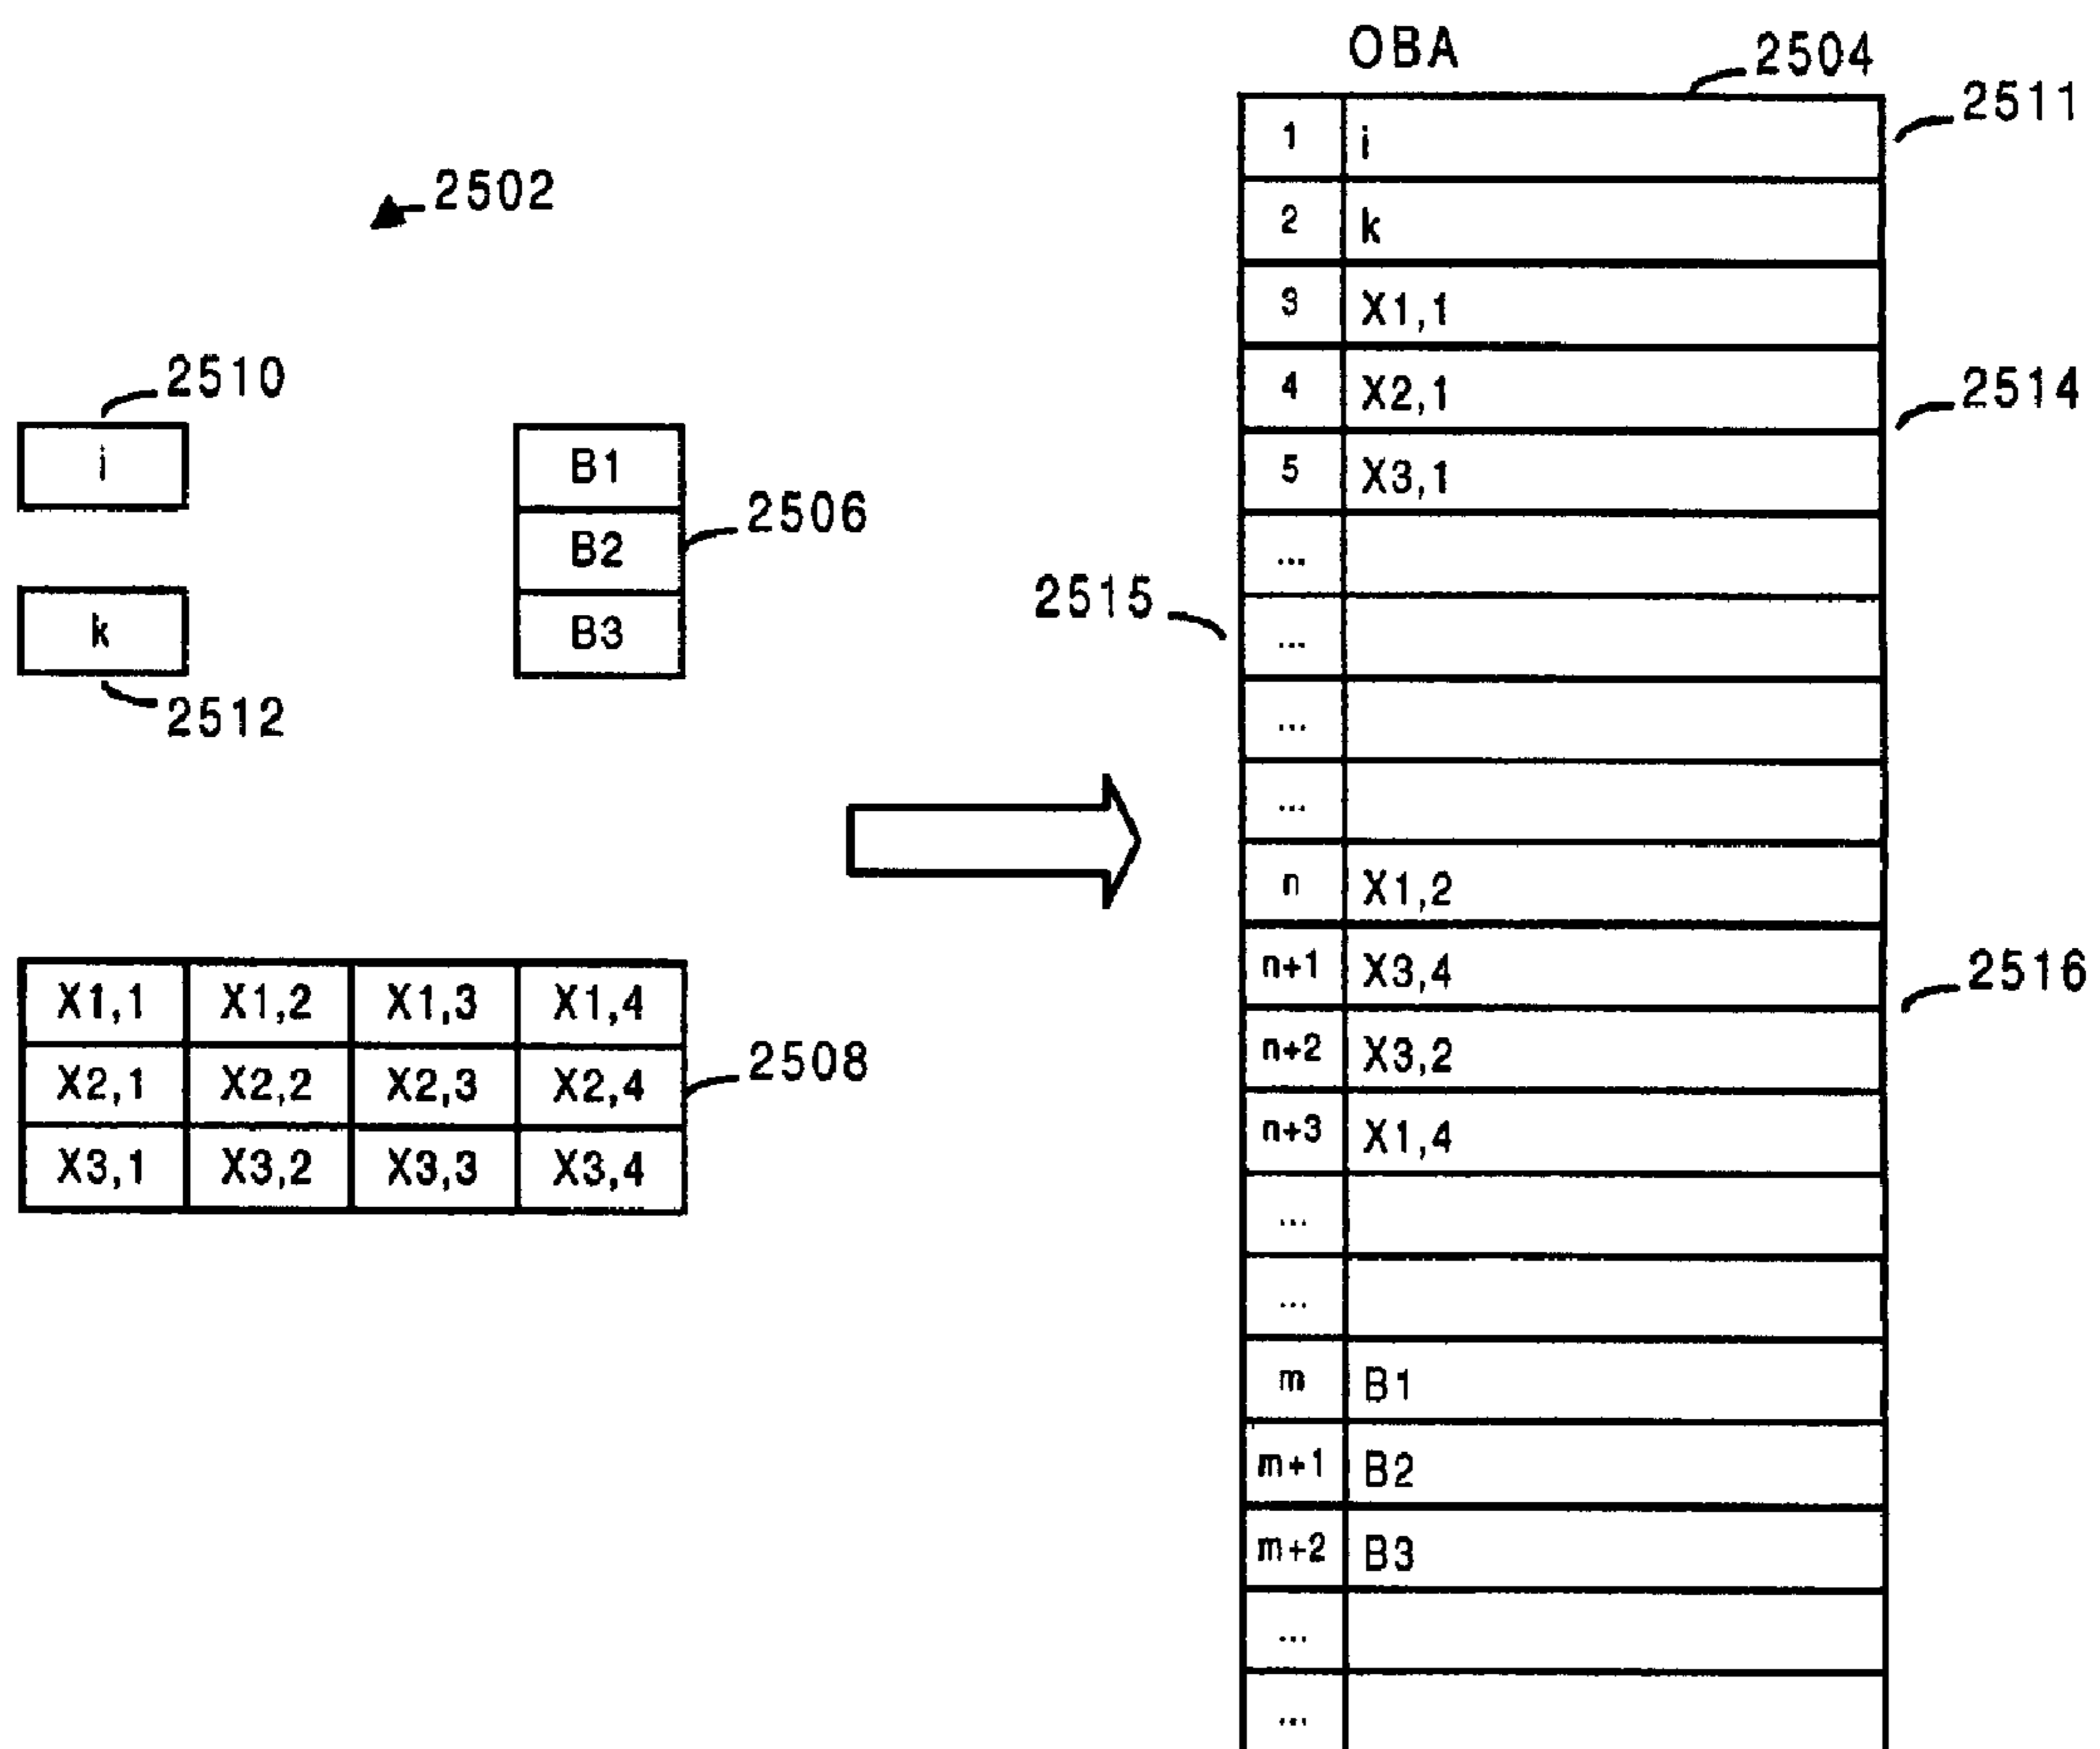 OBA
2504
2511
2502
2510
i
k
2512
B1
B2
B3
2506
X1,1 X1,2 X1,3 X1,4
X2,1 X2,2 X2,3 X2,4
X3,1 X3,2 X3,3 X3,4
2508
1 i
2 k
3 X1,1
4 X2,1
5 X3,1
...
...
...
...
n X1,2
n+1 X3,4
n+2 X3,2
n+3 X1,4
...
...
m B1
m+1 B2
m+2 B3
...
...
2514
2515
2516